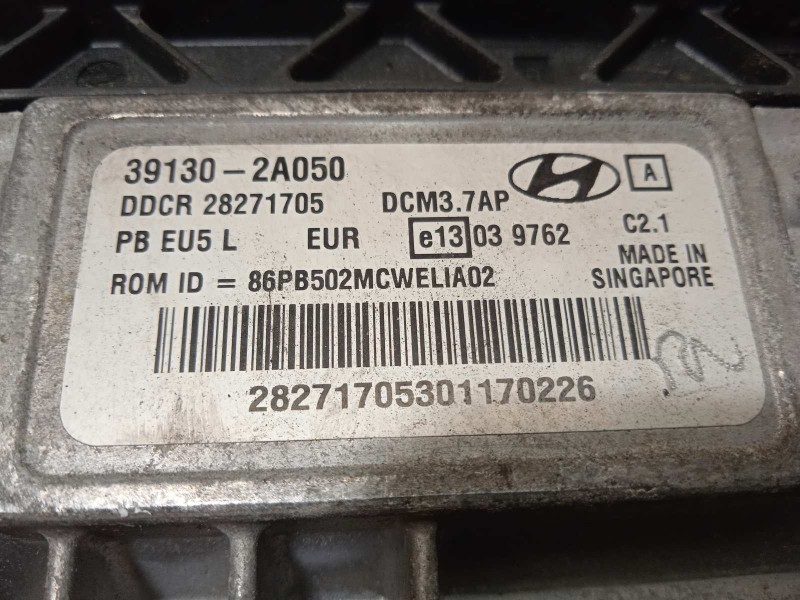 39130-2A050
A
DDCR 28271705 DCM3.7AP
PB EU5 L EUR e13 03 9762 C2.1
ROM ID = 86PB502MCWELIA02
MADE IN
SINGAPORE
28271705301170226